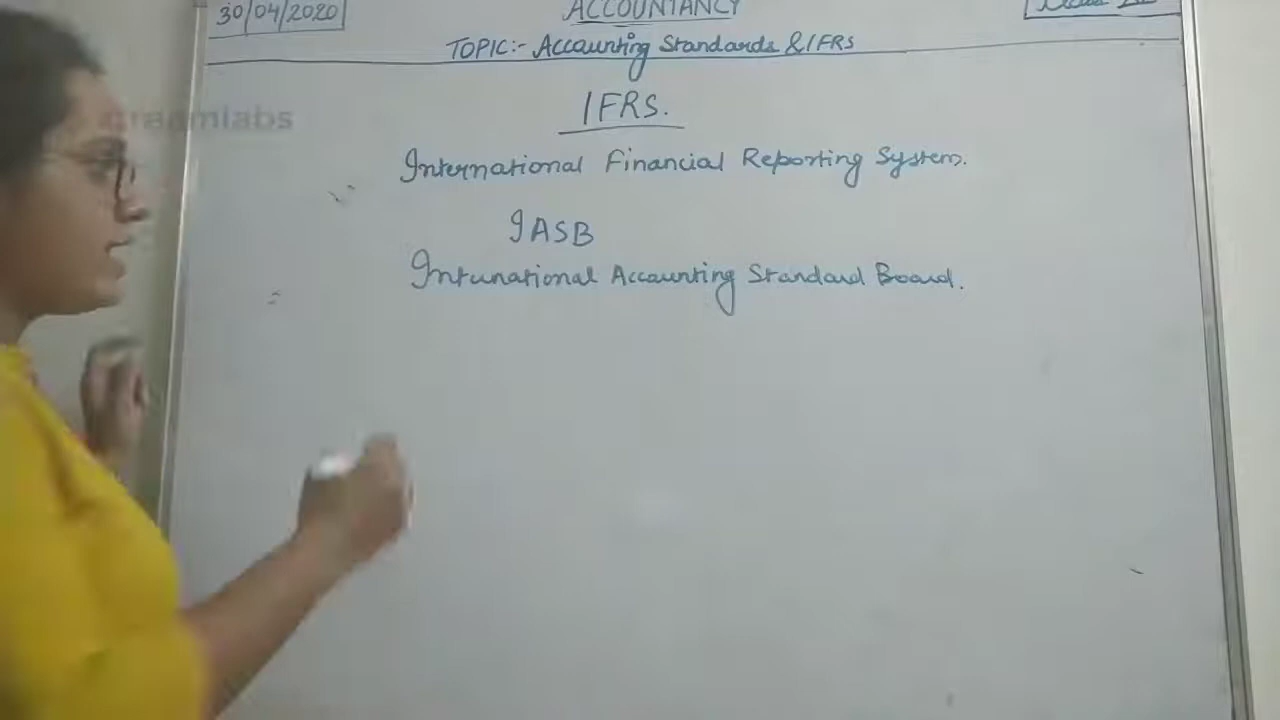 30/04/2020
ACCOUNTANCY
TOPIC:- Accounting Standards & IFRS
IFRS.
International Financial Reporting System.
IASB
International Accounting Standard Board.